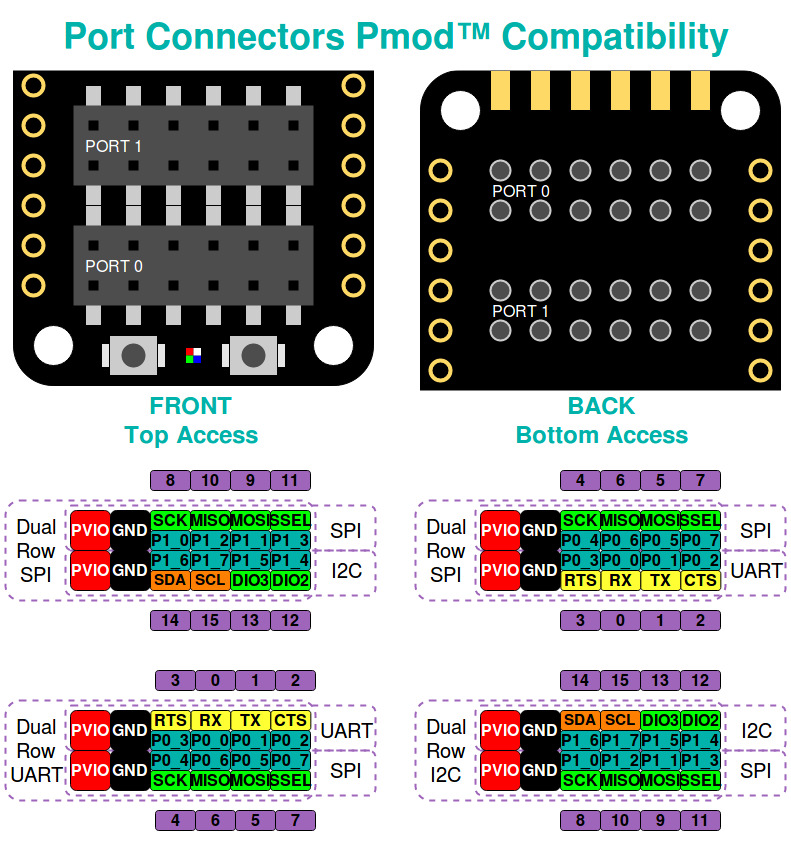 Port Connectors Pmod™ Compatibility
PORT 1
PORT 0
FRONT
Top Access
PORT 0
PORT 1
BACK
Bottom Access
8 10 9 11
Dual Row SPI
PVIO GND SCK MISO MOSI SSEL
P1_0 P1_2 P1_1 P1_3
SPI
PVIO GND P1_6 P1_7 P1_5 P1_4
SDA SCL DIO3 DIO2
I2C
14 15 13 12
4 6 5 7
Dual Row SPI
PVIO GND SCK MISO MOSI SSEL
P0_4 P0_6 P0_5 P0_7
SPI
PVIO GND P0_3 P0_0 P0_1 P0_2
RTS RX TX CTS
UART
3 0 1 2
3 0 1 2
Dual Row UART
PVIO GND RTS RX TX CTS
P0_3 P0_0 P0_1 P0_2
UART
PVIO GND P0_4 P0_6 P0_5 P0_7
SCK MISO MOSI SSEL
SPI
4 6 5 7
14 15 13 12
Dual Row I2C
PVIO GND SDA SCL DIO3 DIO2
P1_6 P1_7 P1_5 P1_4
I2C
PVIO GND P1_0 P1_2 P1_1 P1_3
SCK MISO MOSI SSEL
SPI
8 10 9 11